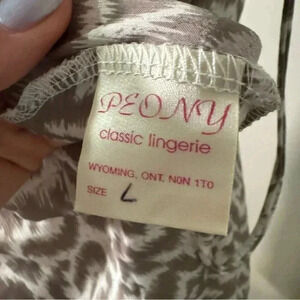 PEONY
classic lingerie
WYOMING, ONT. N0N 1T0
SIZE L